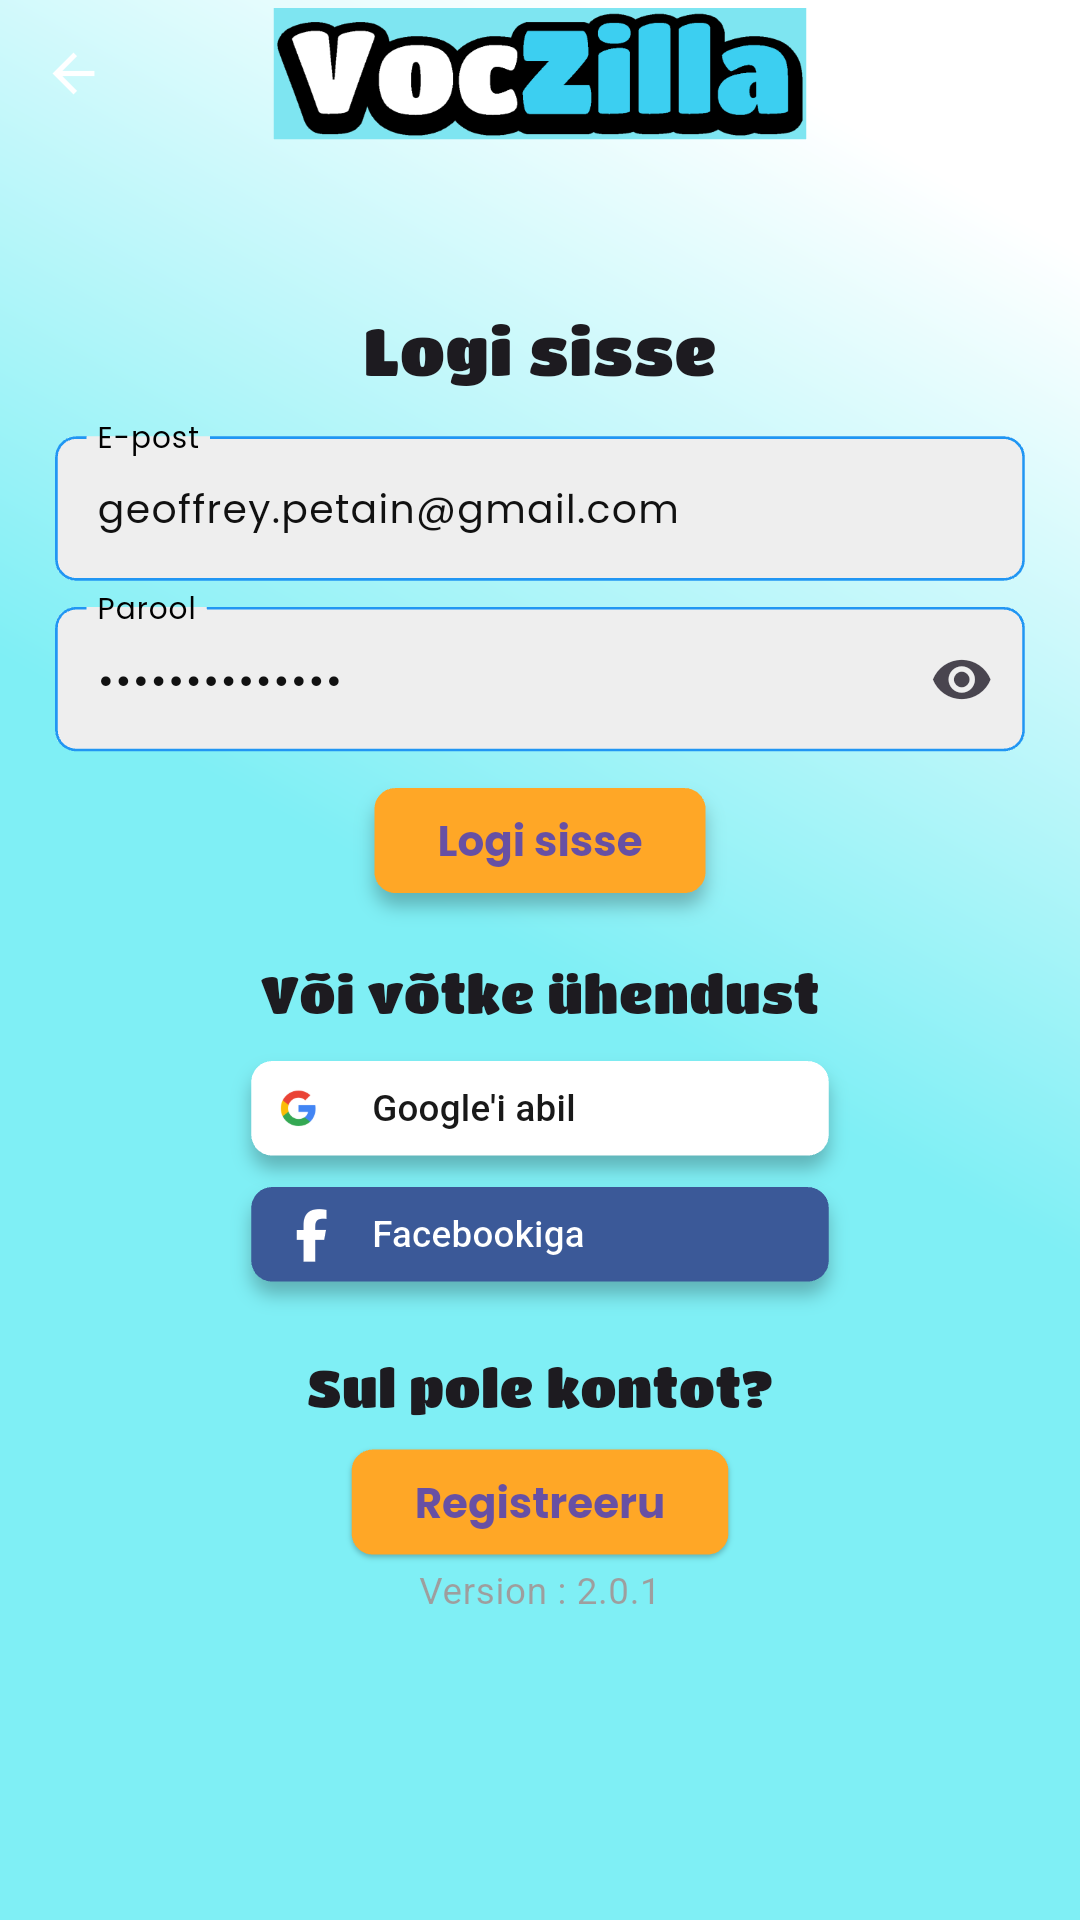 VocZilla
Logi sisse
E-post
geoffrey.petain@gmail.com
Parool
••••••••••••••
Logi sisse
Või võtke ühendust
Google'i abil
Facebookiga
Sul pole kontot?
Registreeru
Version : 2.0.1